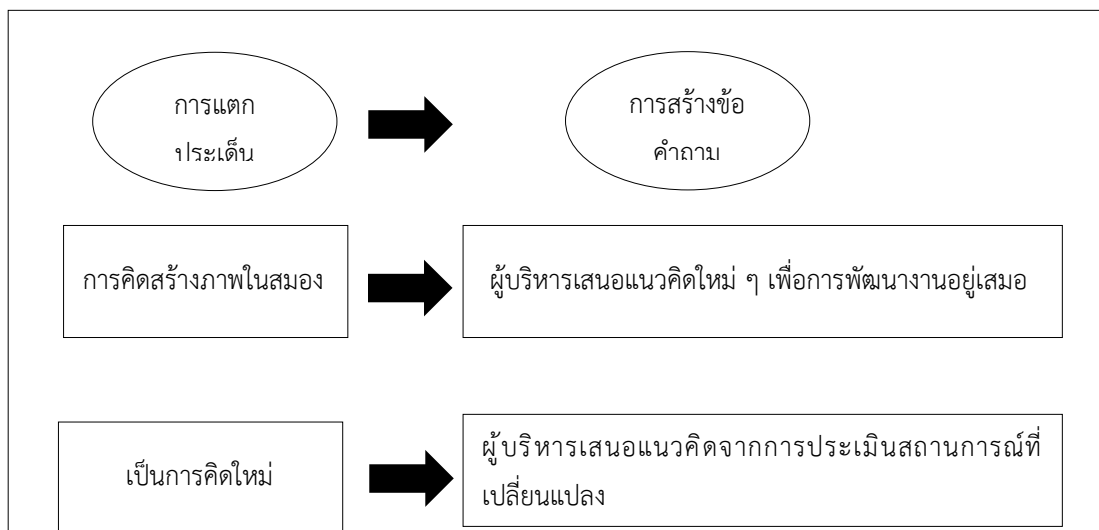 การแตก
ประเด็น
การสร้างข้อ
คำถาม
การคิดสร้างภาพในสมอง
ผู้บริหารเสนอแนวคิดใหม่ ๆ เพื่อการพัฒนางานอยู่เสมอ
เป็นการคิดใหม่
ผู้บริหารเสนอแนวคิดจากการประเมินสถานการณ์ที่
เปลี่ยนแปลง